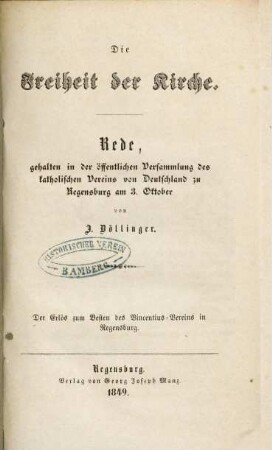 Die
Freiheit der Kirche.
Rede,
gehalten in der öffentlichen Versammlung des
katholischen Vereins von Deutschland zu
Regensburg am 3. Oktober
von
J. Döllinger.
HISTORISCHER VEREIN
BAMBERG
Der Erlös zum Besten des Vincentius-Vereins in
Regensburg.
Regensburg.
Verlag von Georg Joseph Manz.
1849.